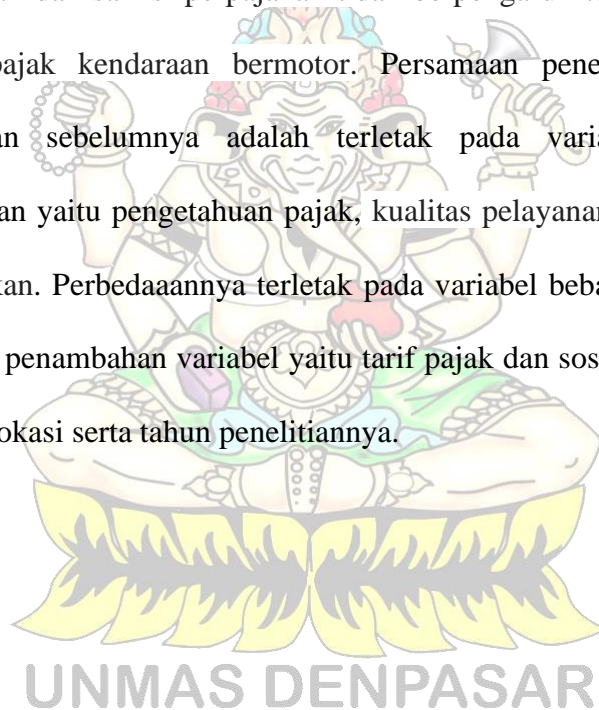 pajak kendaraan bermotor. Persamaan pene
an sebelumnya adalah terletak pada varia
an yaitu pengetahuan pajak, kualitas pelayanan
kan. Perbedaaannya terletak pada variabel beba
penambahan variabel yaitu tarif pajak dan sos
okasi serta tahun penelitiannya.
UNMAS DENPASAR